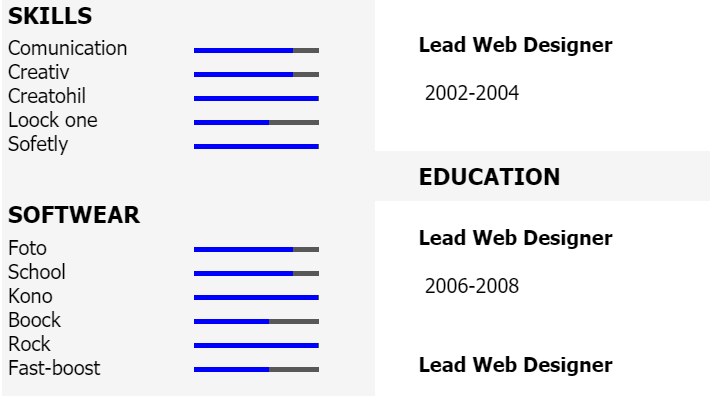 SKILLS
Comunication
Creativ
Creatohil
Loock one
Sofetly
SOFTWEAR
Foto
School
Kono
Boock
Rock
Fast-boost
Lead Web Designer
2002-2004
EDUCATION
Lead Web Designer
2006-2008
Lead Web Designer